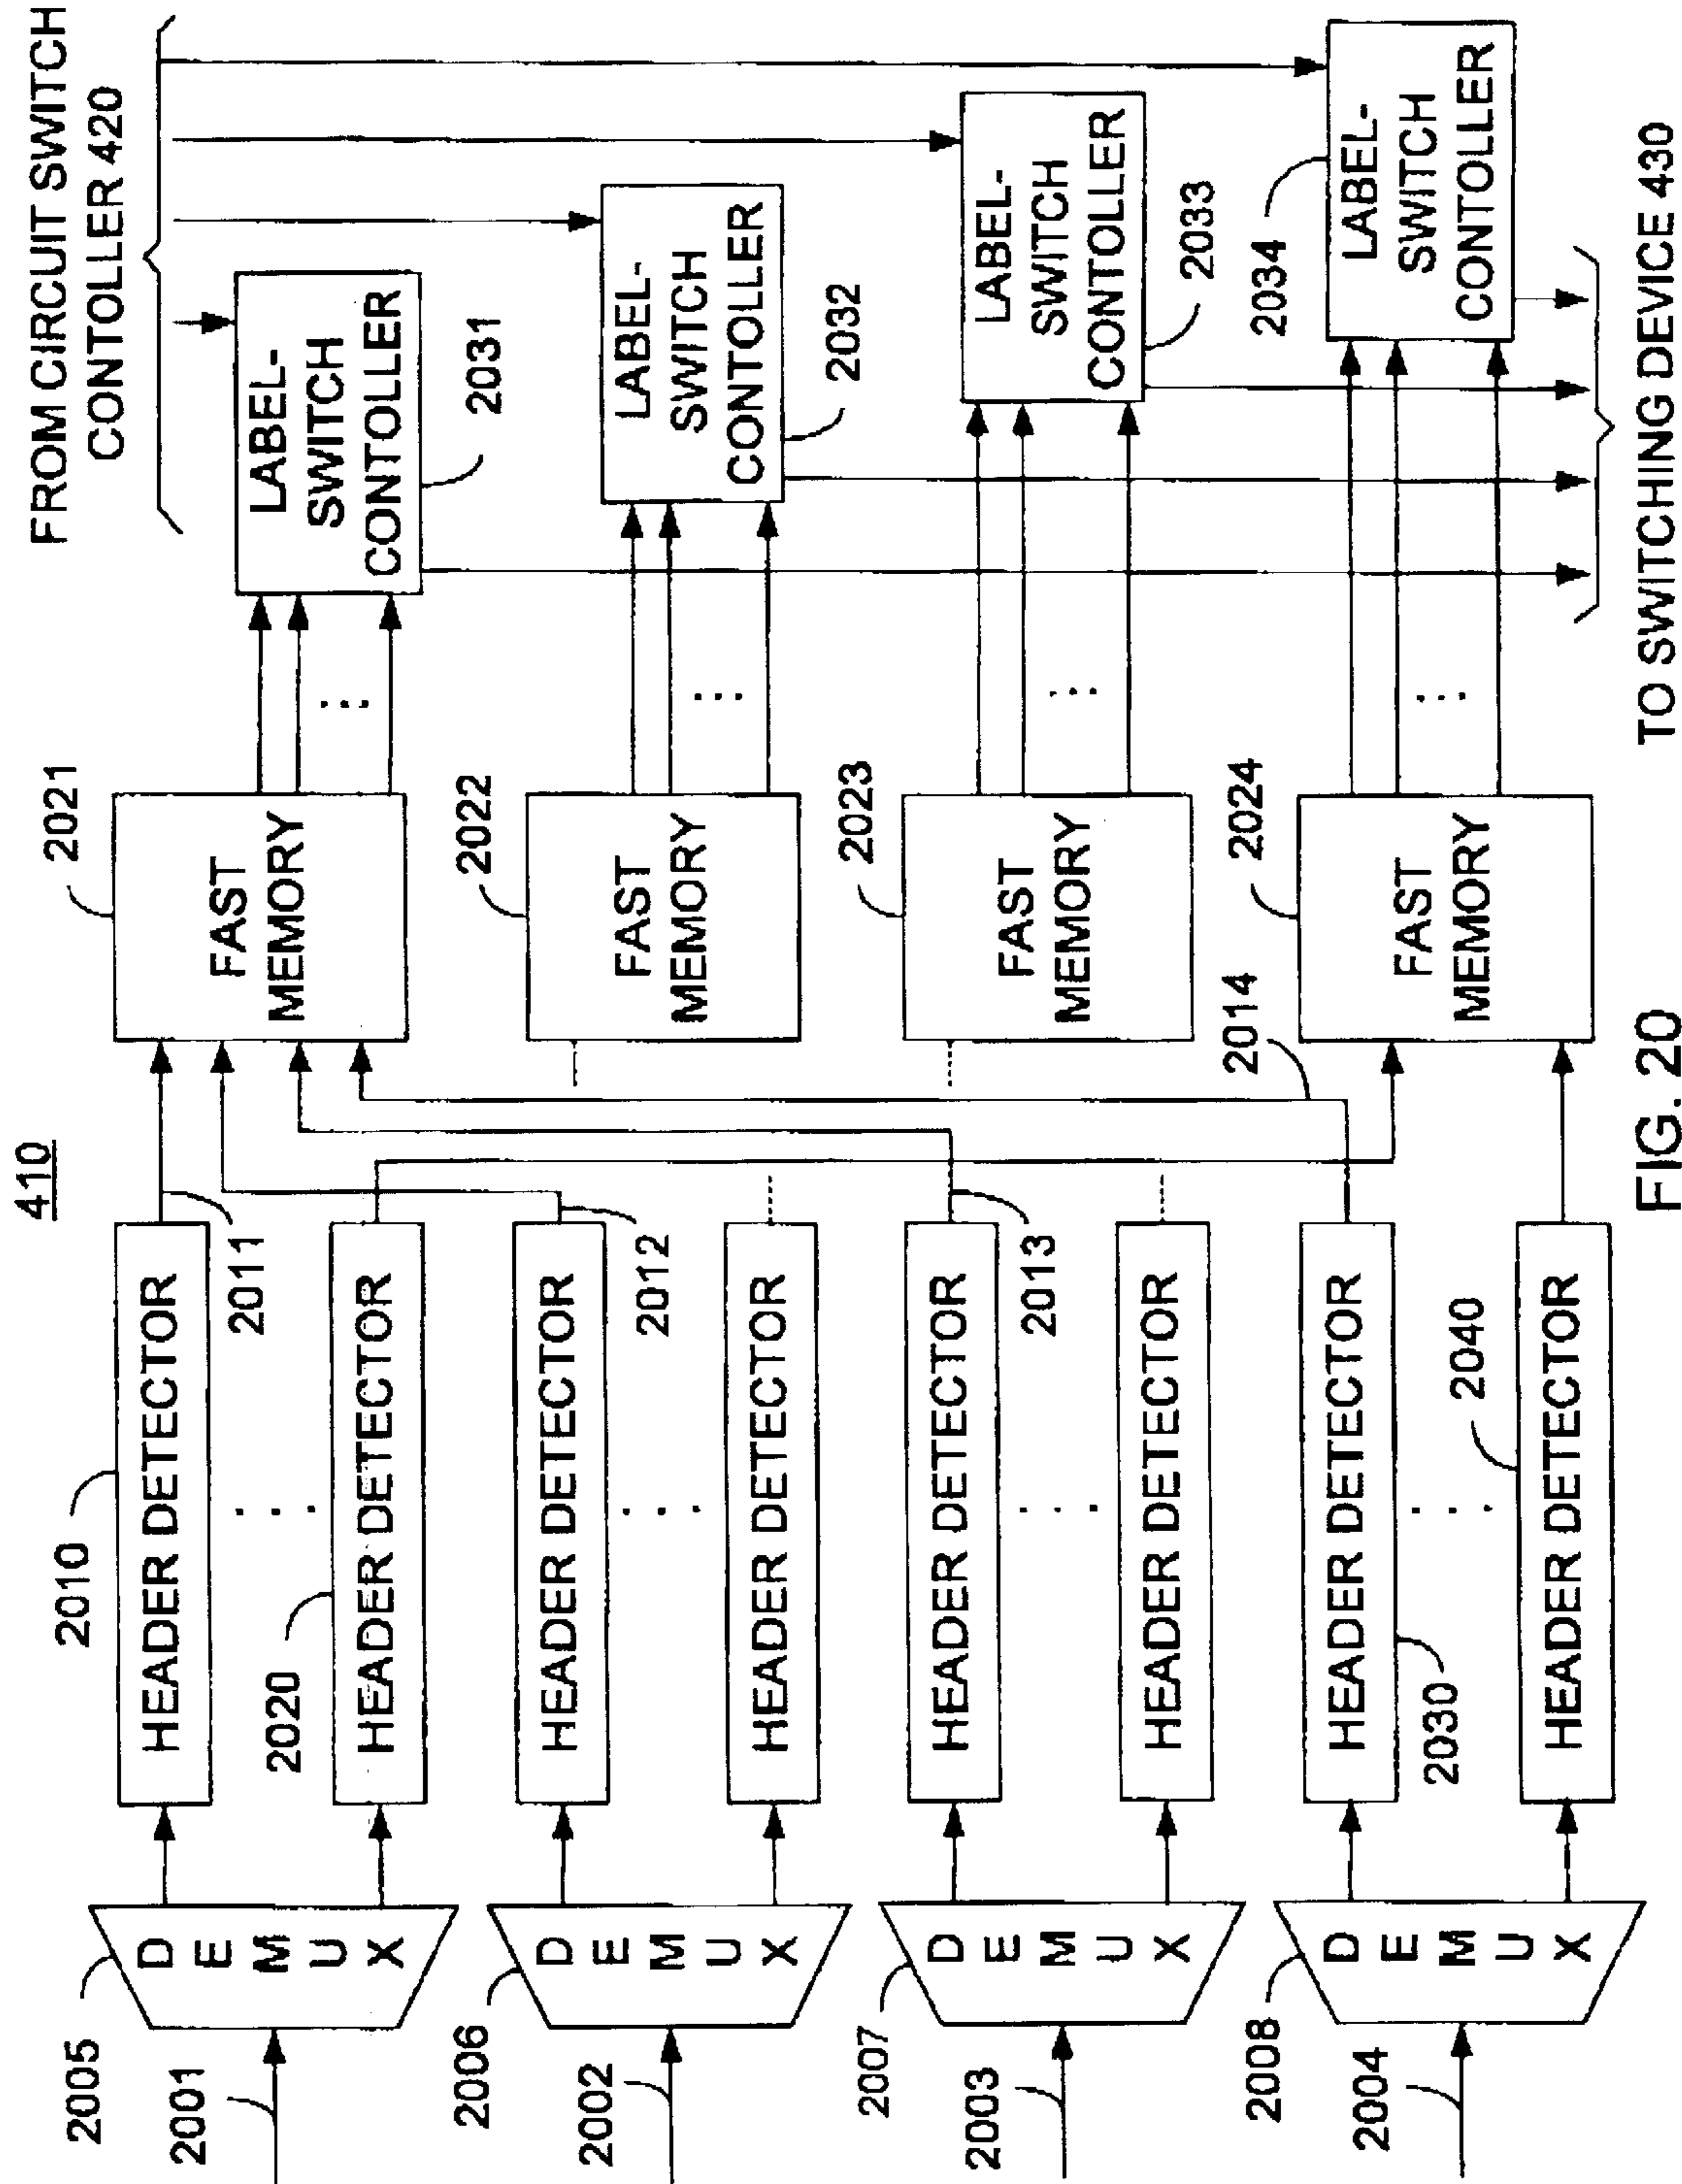 410
FROM CIRCUIT SWITCH
CONTROLLER 420
2001
2005
DEMUX
2010
HEADER DETECTOR
2011
2020
HEADER DETECTOR
2021
FAST
MEMORY
LABEL-
SWITCH
CONTOLLER
2031
2002
2006
DEMUX
HEADER DETECTOR
2012
HEADER DETECTOR
2022
FAST
MEMORY
LABEL-
SWITCH
CONTOLLER
2032
2003
2007
DEMUX
HEADER DETECTOR
2013
HEADER DETECTOR
2023
FAST
MEMORY
LABEL-
SWITCH
CONTOLLER
2033
2004
2008
DEMUX
HEADER DETECTOR
2030
2014
2040
HEADER DETECTOR
2024
FAST
MEMORY
2034
LABEL-
SWITCH
CONTOLLER
TO SWITCHING DEVICE 430
FIG. 20